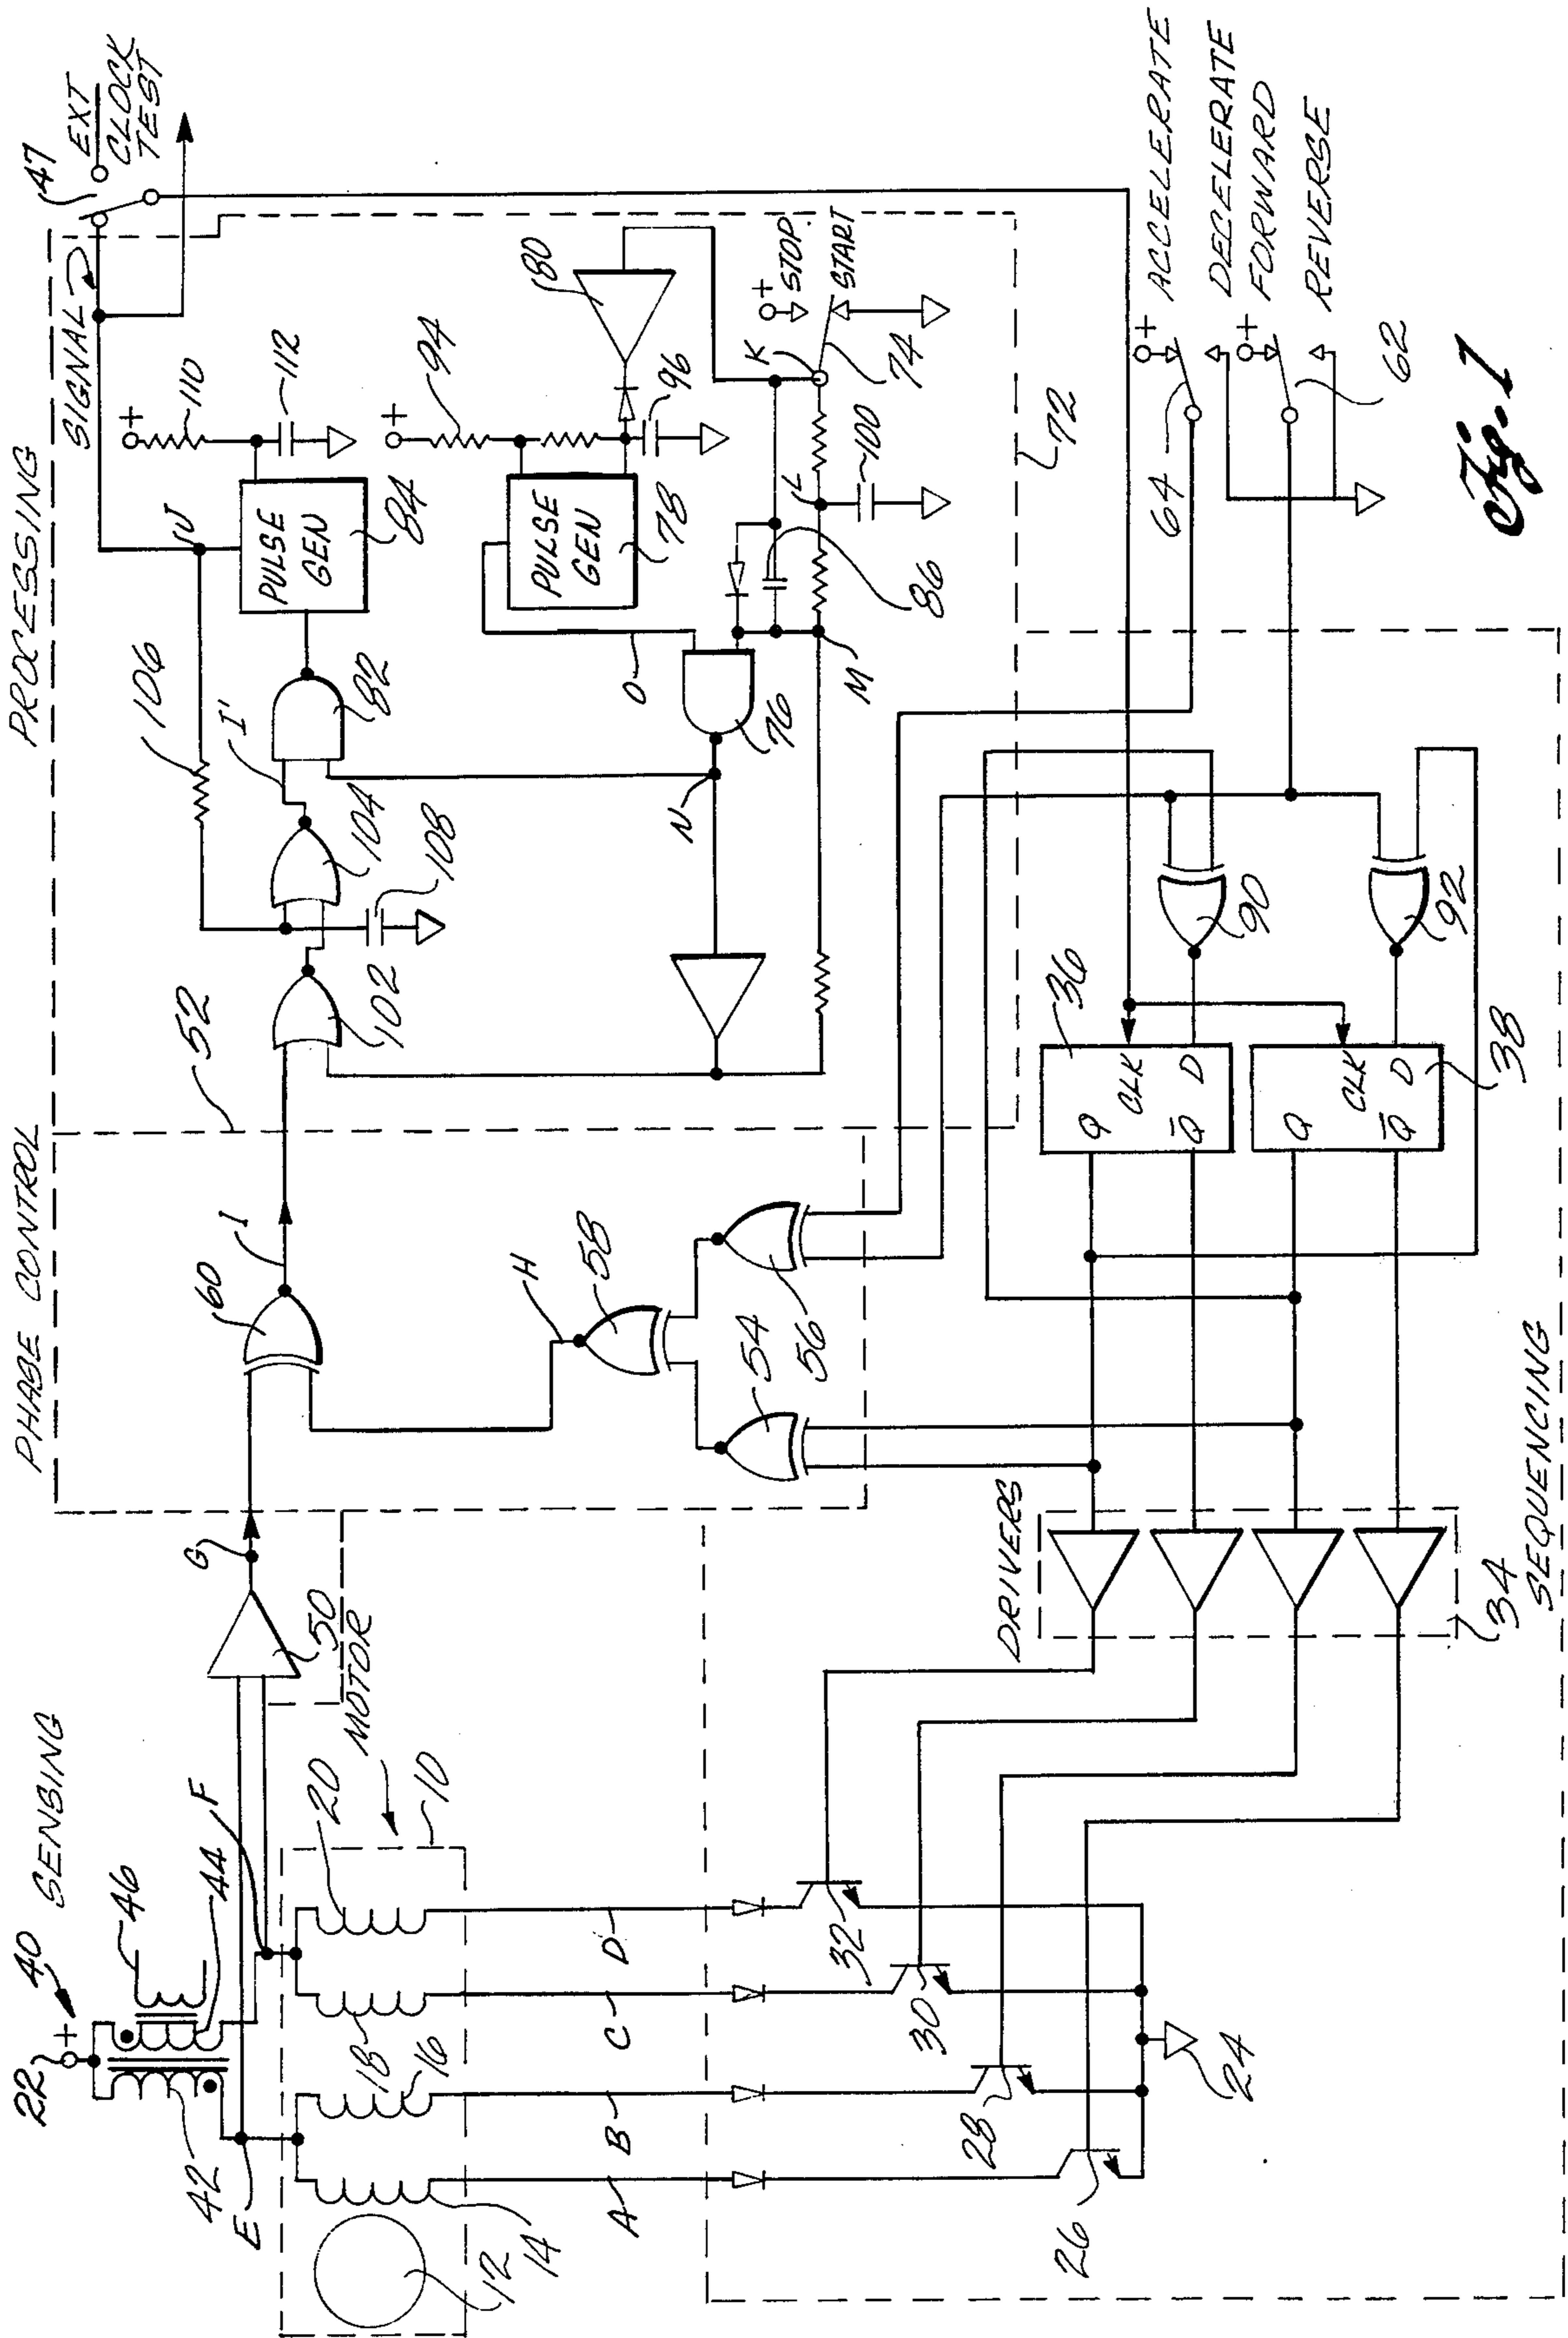 SENSING
22
+
40
46
44
F
42
E
12
14
16
18
20
10
MOTOR
50
G
PHASE CONTROL
60
I
H
58
54
56
52
PROCESSING
106
I'
102
104
108
82
N
76
M
O
J
PULSE
GEN
84
SIGNAL
+
110
112
PULSE
GEN
78
+
94
96
80
86
L
100
K
+
STOP
START
74
72
47
EXT
CLOCK
TEST
64
+
ACCELERATE
DECELERATE
+
FORWARD
REVERSE
62
A
B
C
D
26
28
30
32
24
DRIVERS
34
SEQUENCING
Q
CLK
Q̅
D
36
Q
CLK
Q̅
D
38
90
92
Fig. 1